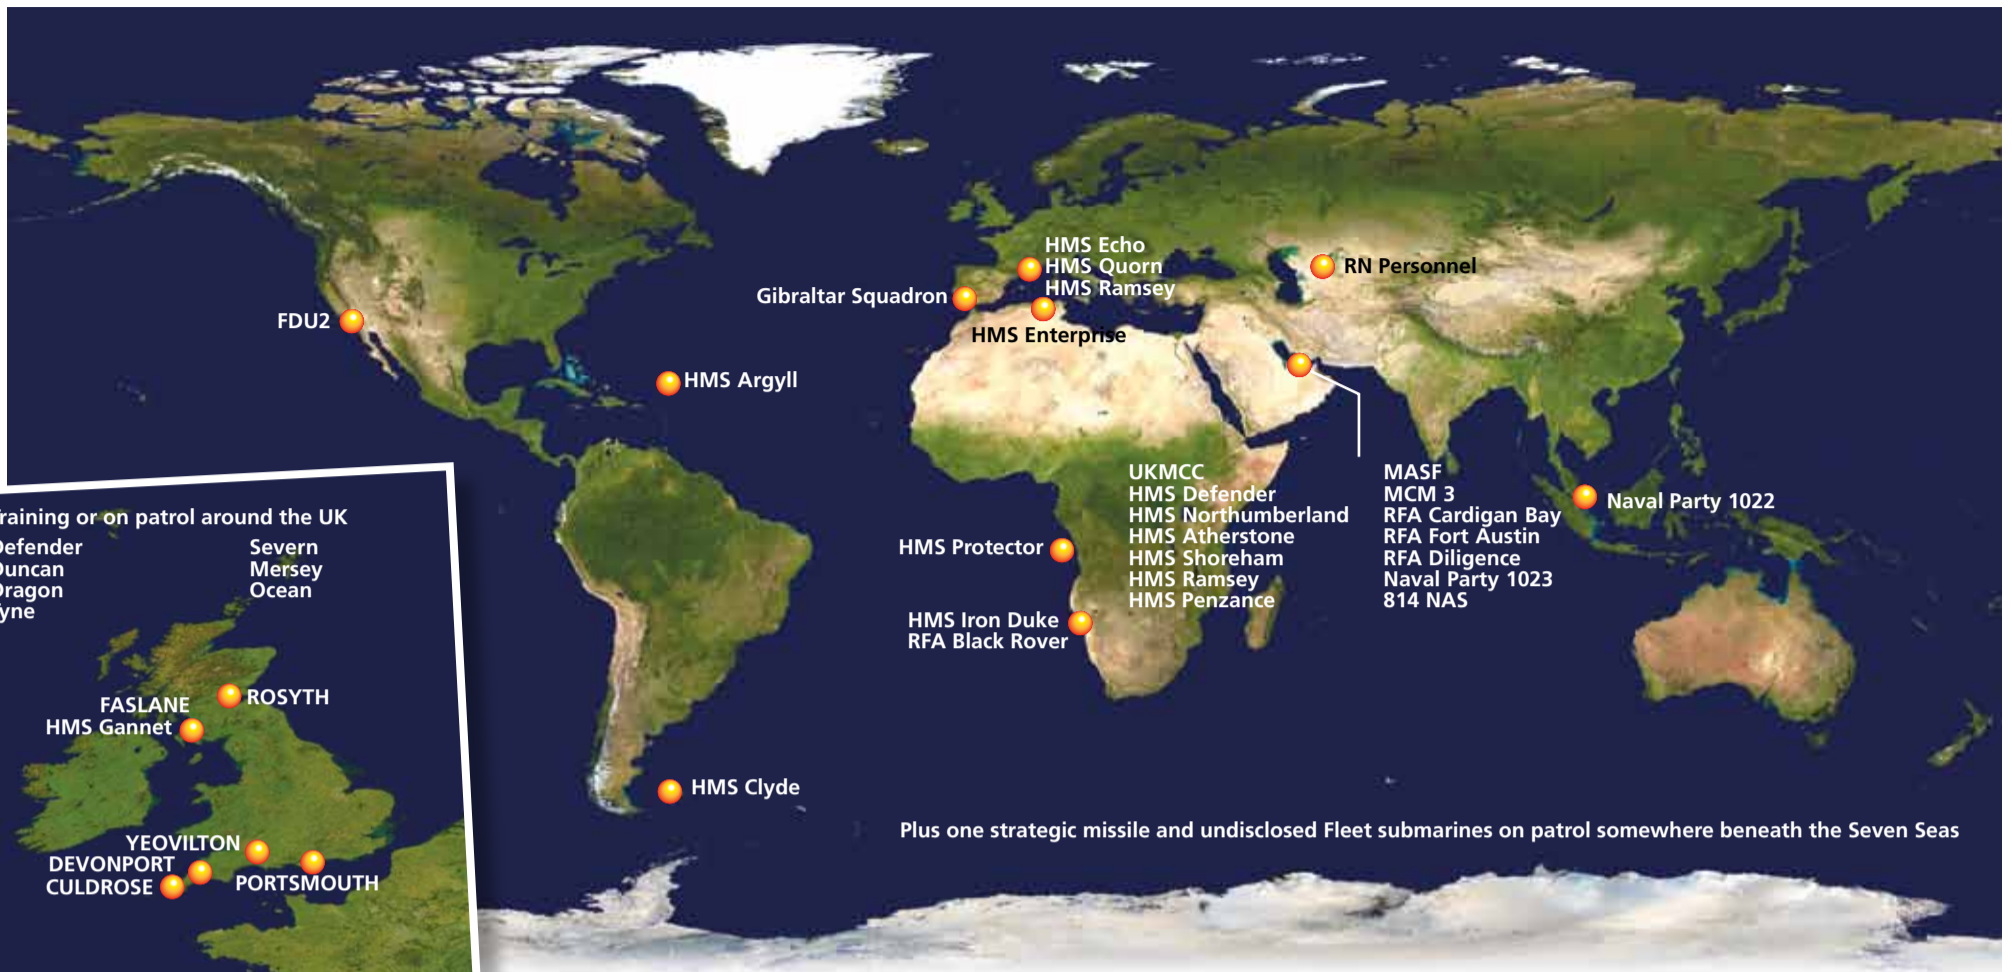 HMS Echo
HMS Quorn
HMS Ramsey
RN Personnel
Gibraltar Squadron
FDU2
HMS Enterprise
HMS Argyll
UKMCC
HMS Defender
HMS Northumberland
HMS Atherstone
HMS Shoreham
HMS Ramsey
HMS Penzance
MASF
MCM 3
RFA Cardigan Bay
RFA Fort Austin
RFA Diligence
Naval Party 1023
814 NAS
Naval Party 1022
HMS Protector
HMS Iron Duke
RFA Black Rover
HMS Clyde
Plus one strategic missile and undisclosed Fleet submarines on patrol somewhere beneath the Seven Seas
raining or on patrol around the UK
Defender
Duncan
Dragon
yne
Severn
Mersey
Ocean
ROSYTH
FASLANE
HMS Gannet
YEOVILTON
DEVONPORT
CULDROSE
PORTSMOUTH